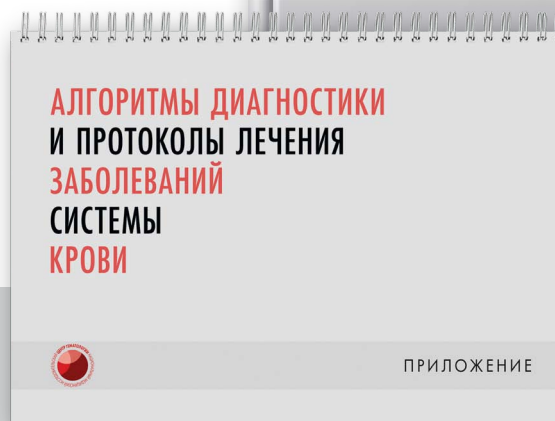 АЛГОРИТМЫ ДИАГНОСТИКИ
И ПРОТОКОЛЫ ЛЕЧЕНИЯ
ЗАБОЛЕВАНИЙ
СИСТЕМЫ
КРОВИ
ПРИЛОЖЕНИЕ